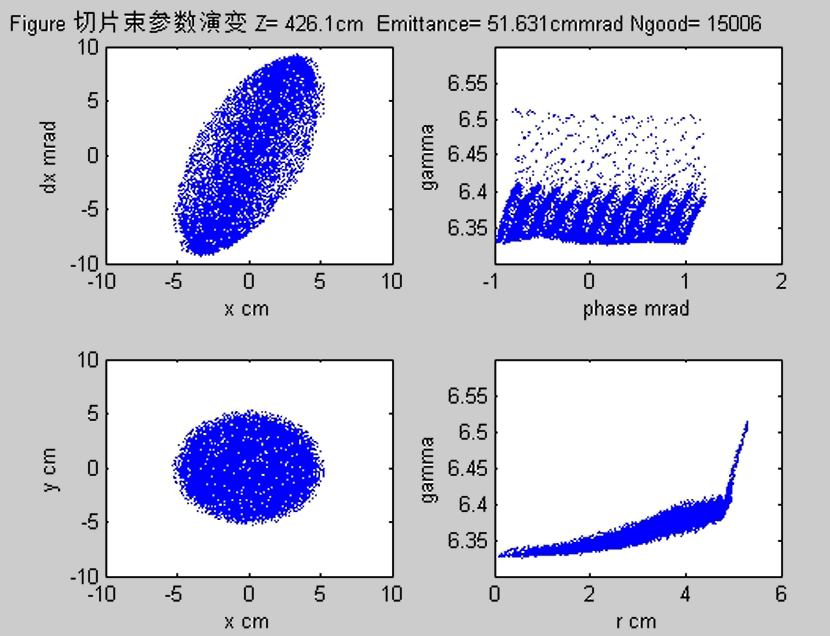 Figure 切片束参数演变 Z= 426.1cm Emittance= 51.631cmmrad Ngood= 15006
10
5
0
-5
-10
dx mrad
-10 -5 0 5 10
x cm
6.55
6.5
6.45
6.4
6.35
gamma
-1 0 1 2
phase mrad
10
5
0
-5
-10
y cm
-10 -5 0 5 10
x cm
6.55
6.5
6.45
6.4
6.35
gamma
0 2 4 6
r cm